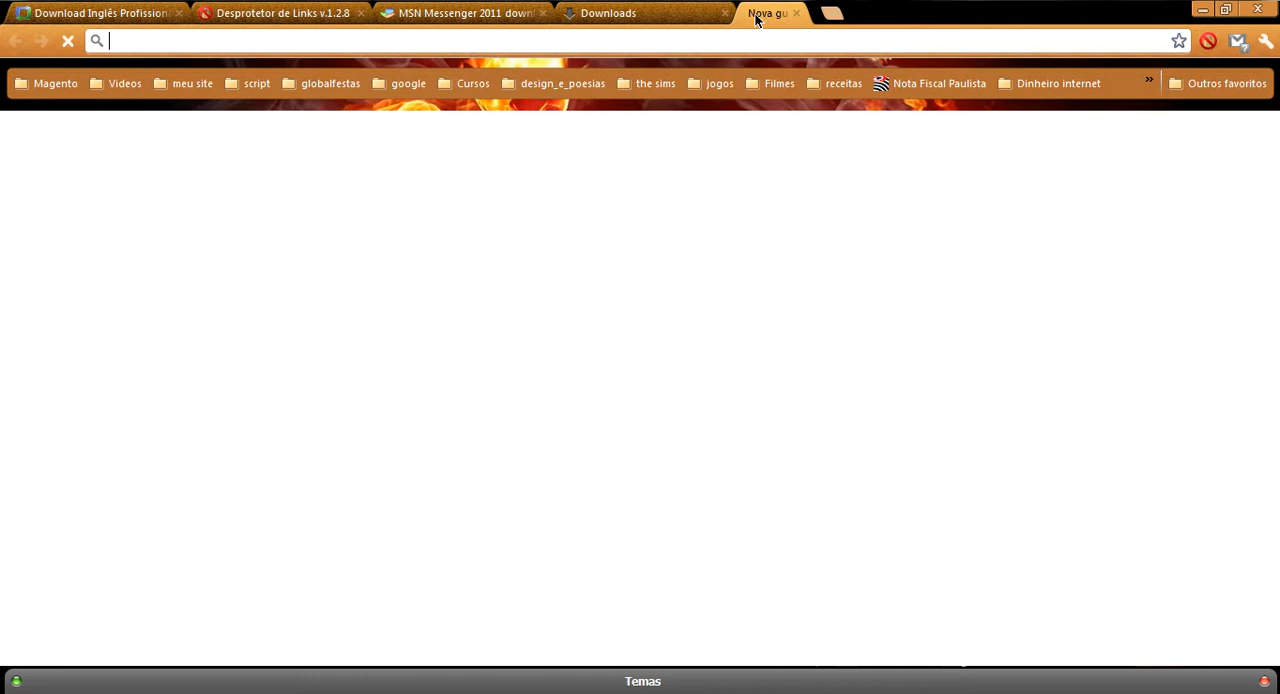 Download Inglês Profission
Desprotetor de Links v.1.2.8
MSN Messenger 2011 down
Downloads
Nova gu
Magento
Videos
meu site
script
globalfestas
google
Cursos
design_e_poesias
the sims
jogos
Filmes
receitas
Nota Fiscal Paulista
Dinheiro internet
»
Outros favoritos
Temas